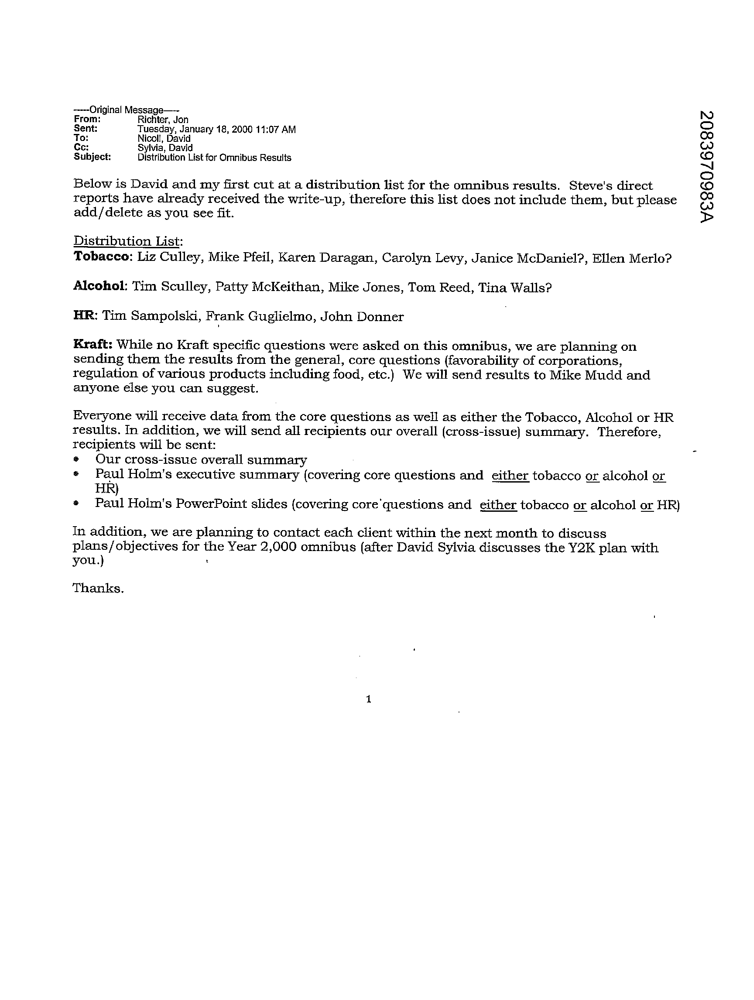 -----Original Message-----
From: Richter, Jon
Sent: Tuesday, January 18, 2000 11:07 AM
To: Nicoll, David
Cc: Sylvia, David
Subject: Distribution List for Omnibus Results
Below is David and my first cut at a distribution list for the omnibus results. Steve's direct
reports have already received the write-up, therefore this list does not include them, but please
add/delete as you see fit.
Distribution List:
Tobacco: Liz Culley, Mike Pfeil, Karen Daragan, Carolyn Levy, Janice McDaniel?, Ellen Merlo?
Alcohol: Tim Sculley, Patty McKeithan, Mike Jones, Tom Reed, Tina Walls?
HR: Tim Sampolski, Frank Guglielmo, John Donner
Kraft: While no Kraft specific questions were asked on this omnibus, we are planning on
sending them the results from the general, core questions (favorability of corporations,
regulation of various products including food, etc.) We will send results to Mike Mudd and
anyone else you can suggest.
Everyone will receive data from the core questions as well as either the Tobacco, Alcohol or HR
results. In addition, we will send all recipients our overall (cross-issue) summary. Therefore,
recipients will be sent:
• Our cross-issue overall summary
• Paul Holm's executive summary (covering core questions and either tobacco or alcohol or
HR)
• Paul Holm's PowerPoint slides (covering core questions and either tobacco or alcohol or HR)
In addition, we are planning to contact each client within the next month to discuss
plans/objectives for the Year 2,000 omnibus (after David Sylvia discusses the Y2K plan with
you.)
Thanks.
1
2083970983A